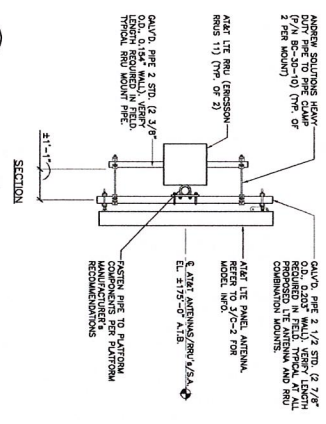 ANDREW SOLUTIONS HEAVY
DUTY PIPE TO PIPE CLAMP
(P/N BC-30-10) (TYP. OF
2 PER MOUNT)
AT&T LTE RRU (ERICSSON
RRUS 11) (TYP. OF 2)
GALV'D. PIPE 2 STD. (2 3/8"
O.D., 0.154" WALL), VERIFY
LENGTH REQUIRED IN FIELD.
TYPICAL RRU MOUNT PIPE.
±1'-1"
SECTION
GALV'D. PIPE 2 1/2 STD. (2 7/8"
O.D., 0.203" WALL), VERIFY LENGTH
REQUIRED IN FIELD. TYPICAL AT ALL
PROPOSED LTE ANTENNA AND RRU
COMBINATION MOUNTS.
AT&T LTE PANEL ANTENNA.
REFER TO 3/C-2 FOR
MODEL INFO.
℄ AT&T ANTENNAS/RRU's/S.A.
EL. ±175'-0" A.T.B.
FASTEN PIPE TO PLATFORM
COMPONENTS PER PLATFORM
MANUFACTURER's
RECOMMENDATIONS